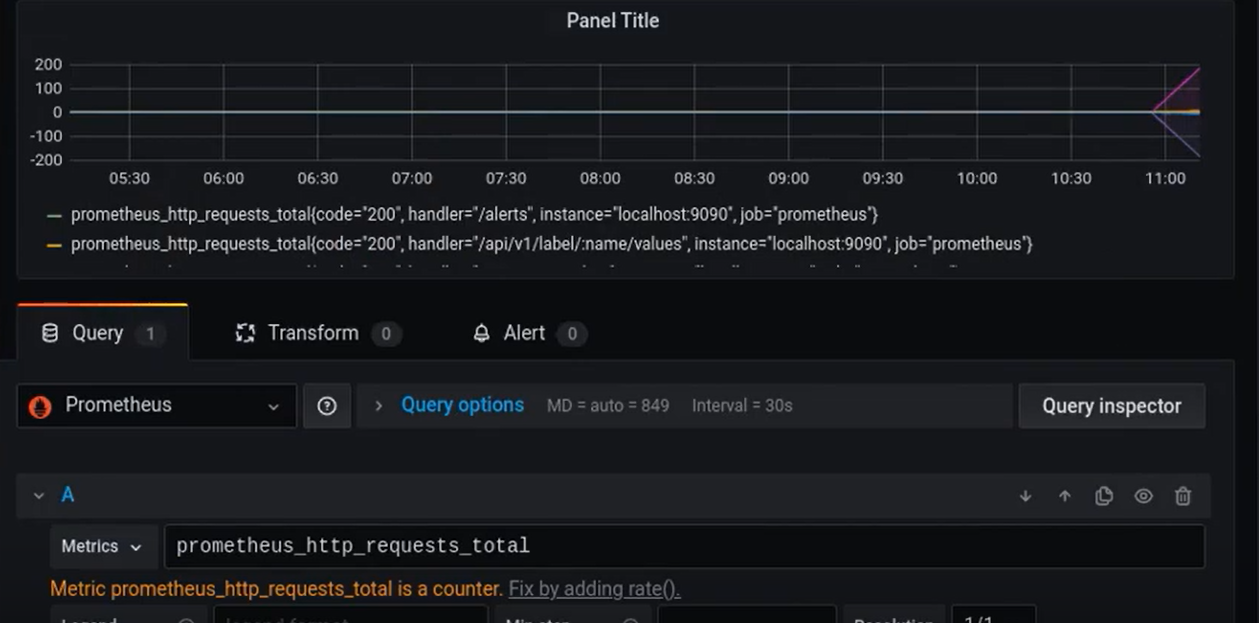 Panel Title
200
100
0
-100
-200
05:30 06:00 06:30 07:00 07:30 08:00 08:30 09:00 09:30 10:00 10:30 11:00
prometheus_http_requests_total{code="200", handler="/alerts", instance="localhost:9090", job="prometheus"}
prometheus_http_requests_total{code="200", handler="/api/v1/label/:name/values", instance="localhost:9090", job="prometheus"}
Query 1 Transform 0 Alert 0
Prometheus Query options MD = auto = 849 Interval = 30s Query inspector
A
Metrics prometheus_http_requests_total
Metric prometheus_http_requests_total is a counter. Fix by adding rate().
Legend legend format Min step Resolution 1/1